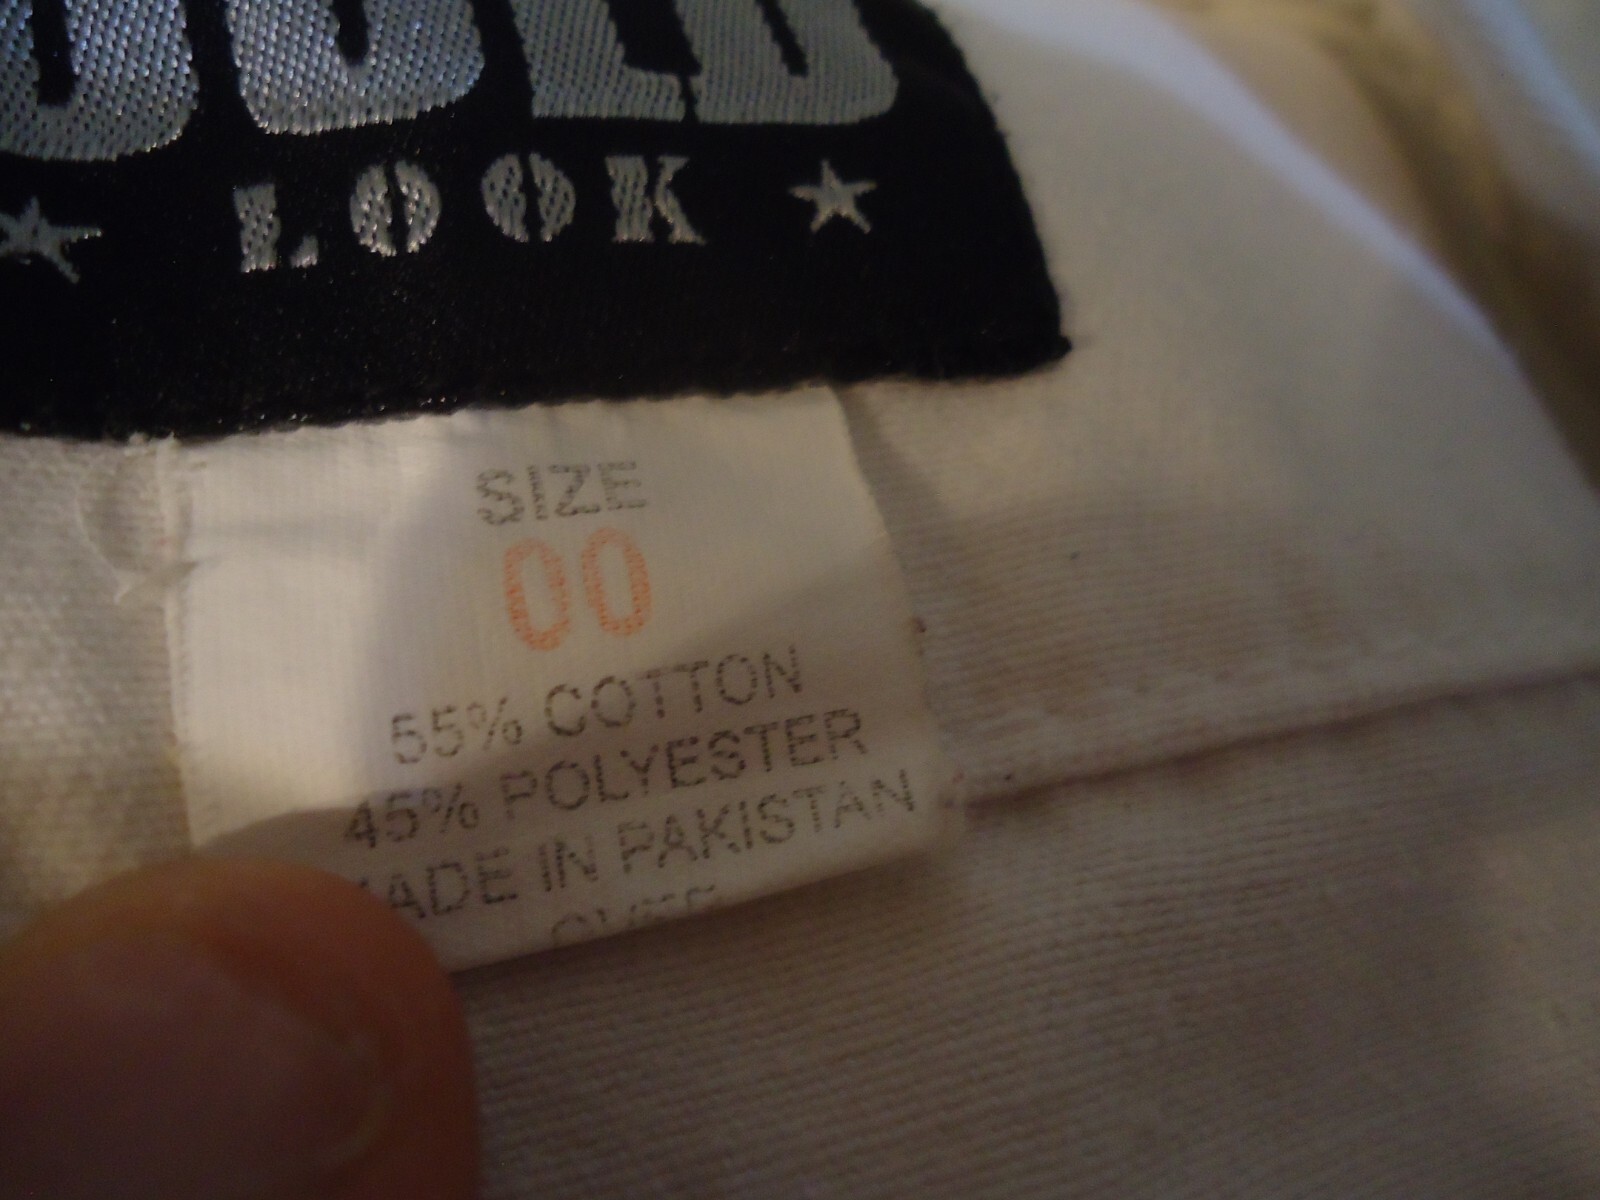 LOOK
SIZE
00
55% COTTON
45% POLYESTER
MADE IN PAKISTAN